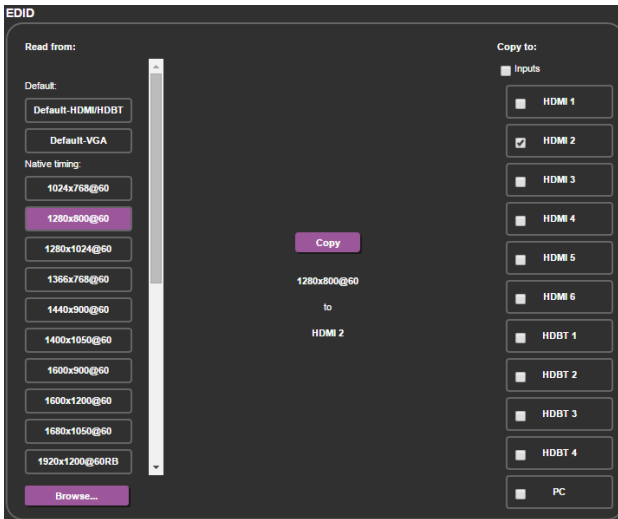 EDID
Read from:
Default:
Default-HDMI/HDBT
Default-VGA
Native timing:
1024x768@60
1280x800@60
1280x1024@60
1366x768@60
1440x900@60
1400x1050@60
1600x900@60
1600x1200@60
1680x1050@60
1920x1200@60RB
Browse...
Copy
1280x800@60
to
HDMI 2
Copy to:
Inputs
HDMI 1
HDMI 2
HDMI 3
HDMI 4
HDMI 5
HDMI 6
HDBT 1
HDBT 2
HDBT 3
HDBT 4
PC